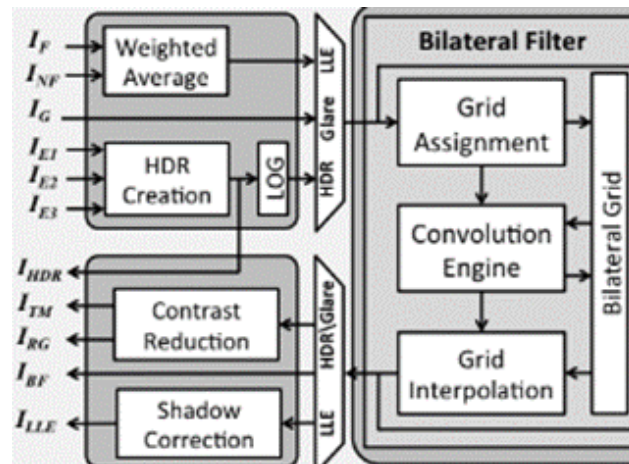 I_F
I_NF
I_G
I_E1
I_E2
I_E3
Weighted
Average
HDR
Creation
LOG
LLE
Glare
HDR
Bilateral Filter
Grid
Assignment
Convolution
Engine
Grid
Interpolation
Bilateral Grid
I_HDR
I_TM
I_RG
I_BF
I_LLE
Contrast
Reduction
Shadow
Correction
HDR\Glare
LLE